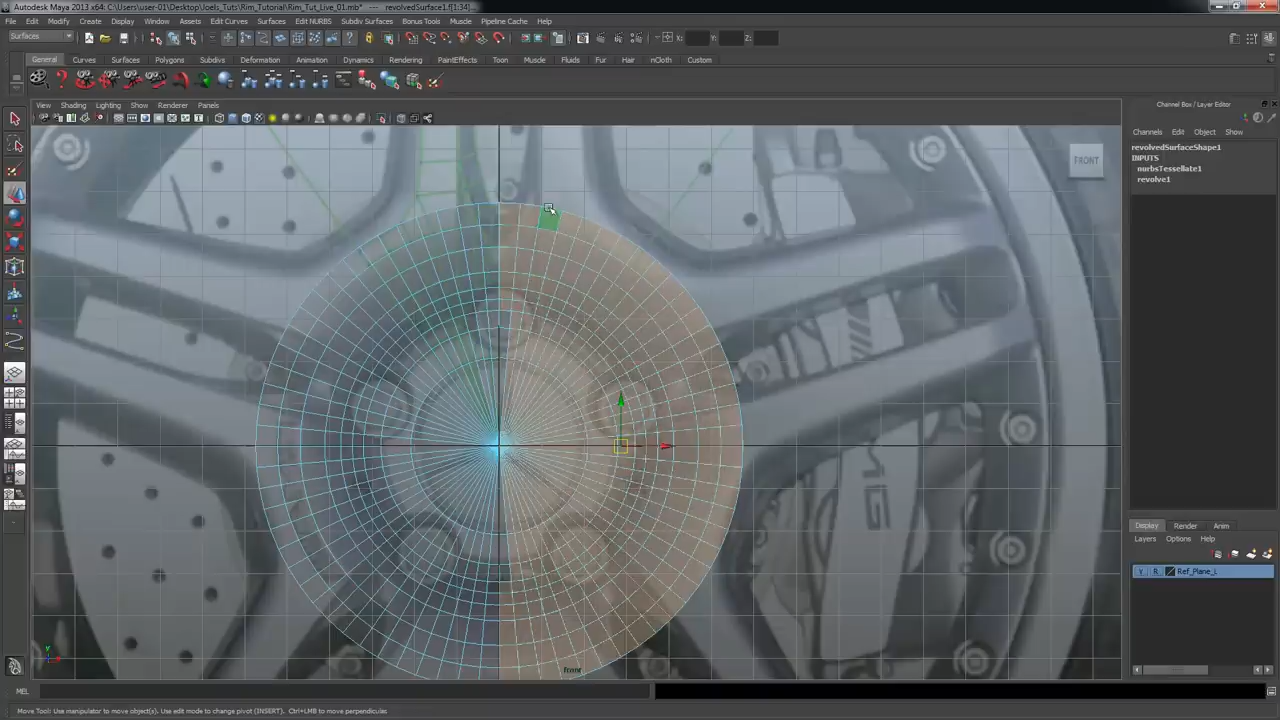 Autodesk Maya 2013 x64: C:\Users\user-01\Desktop\Joels_Tuts\Rim_Tutorial\Rim_Tut_Live_01.mb* --- revolvedSurface1.f[1:34]...
File Edit Modify Create Display Window Assets Edit Curves Surfaces Edit NURBS Subdiv Surfaces Bonus Tools Muscle Pipeline Cache Help
Surfaces X: Y: Z:
General Curves Surfaces Polygons Subdivs Deformation Animation Dynamics Rendering PaintEffects Toon Muscle Fluids Fur Hair nCloth Custom
View Shading Lighting Show Renderer Panels
FRONT
AMG
front
Y
Channel Box / Layer Editor
Channels Edit Object Show
revolvedSurfaceShape1
INPUTS
nurbsTessellate1
revolve1
Display Render Anim
Layers Options Help
V R Ref_Plane_L
MEL
Move Tool: Use manipulator to move object(s). Use edit mode to change pivot (INSERT). Ctrl+LMB to move perpendicular.